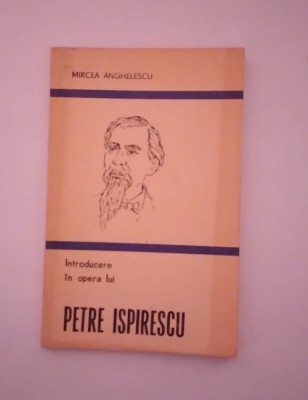 MIRCEA ANGHELESCU
Introducere
în opera lui
PETRE ISPIRESCU